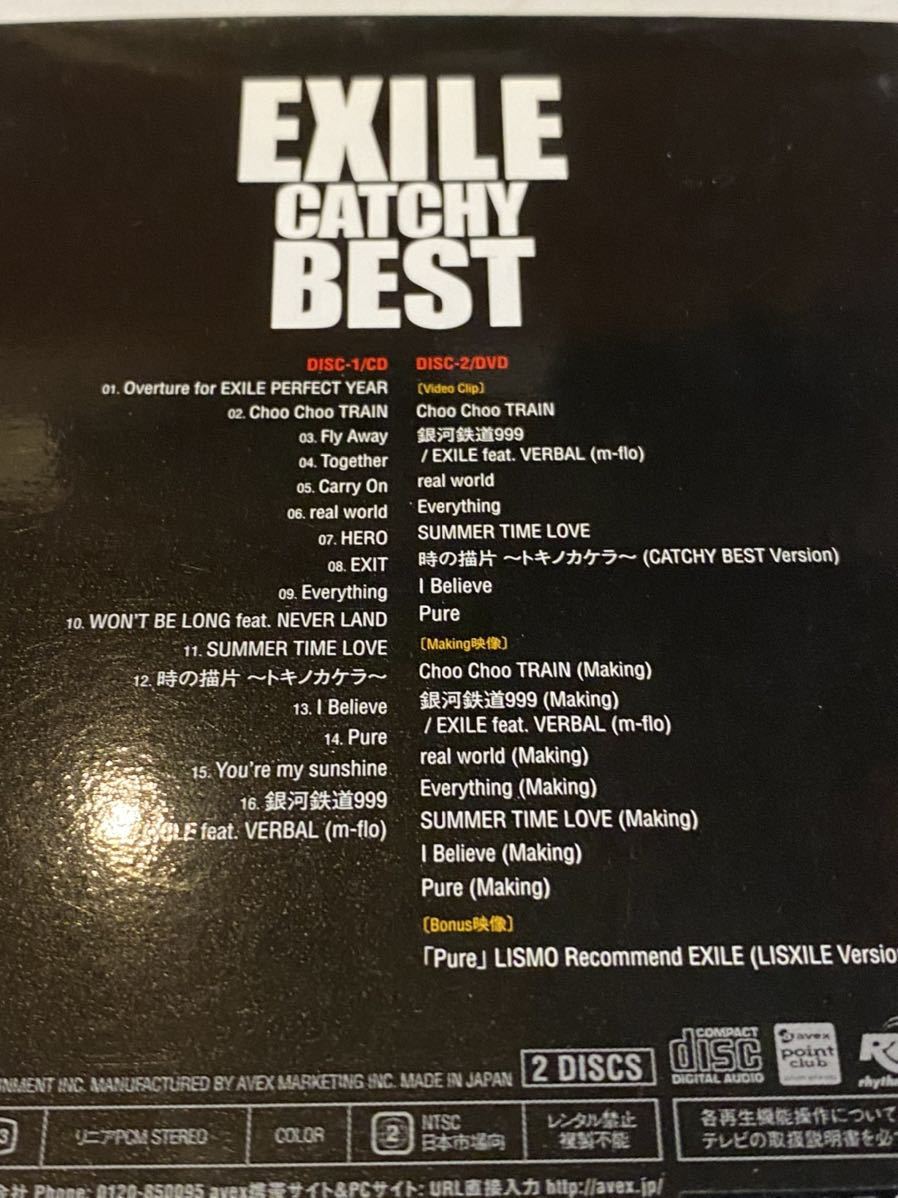 EXILE
CATCHY
BEST
DISC-1/CD
01. Overture for EXILE PERFECT YEAR
02. Choo Choo TRAIN
03. Fly Away
04. Together
05. Carry On
06. real world
07. HERO
08. EXIT
09. Everything
10. WON'T BE LONG feat. NEVER LAND
11. SUMMER TIME LOVE
12. 時の描片 〜トキノカケラ〜
13. I Believe
14. Pure
15. You're my sunshine
16. 銀河鉄道999
feat. VERBAL (m-flo)
DISC-2/DVD
〔Video Clip〕
Choo Choo TRAIN
銀河鉄道999
/ EXILE feat. VERBAL (m-flo)
real world
Everything
SUMMER TIME LOVE
時の描片 〜トキノカケラ〜 (CATCHY BEST Version)
I Believe
Pure
〔Making映像〕
Choo Choo TRAIN (Making)
銀河鉄道999 (Making)
/ EXILE feat. VERBAL (m-flo)
real world (Making)
Everything (Making)
SUMMER TIME LOVE (Making)
I Believe (Making)
Pure (Making)
〔Bonus映像〕
「Pure」 LISMO Recommend EXILE (LISXILE Versio
INC. MANUFACTURED BY AVEX MARKETING INC. MADE IN JAPAN
2 DISCS
COMPACT
disc
DIGITAL AUDIO
avex
point
club
リニアPCM STEREO
COLOR
2
NTSC
日本市場向
レンタル禁止
複製不能
各再生機能操作について
テレビの取扱説明書を必
Phone: 0120-850095 avex携帯サイト&PCサイト: URL直接入力 http://avex.jp/